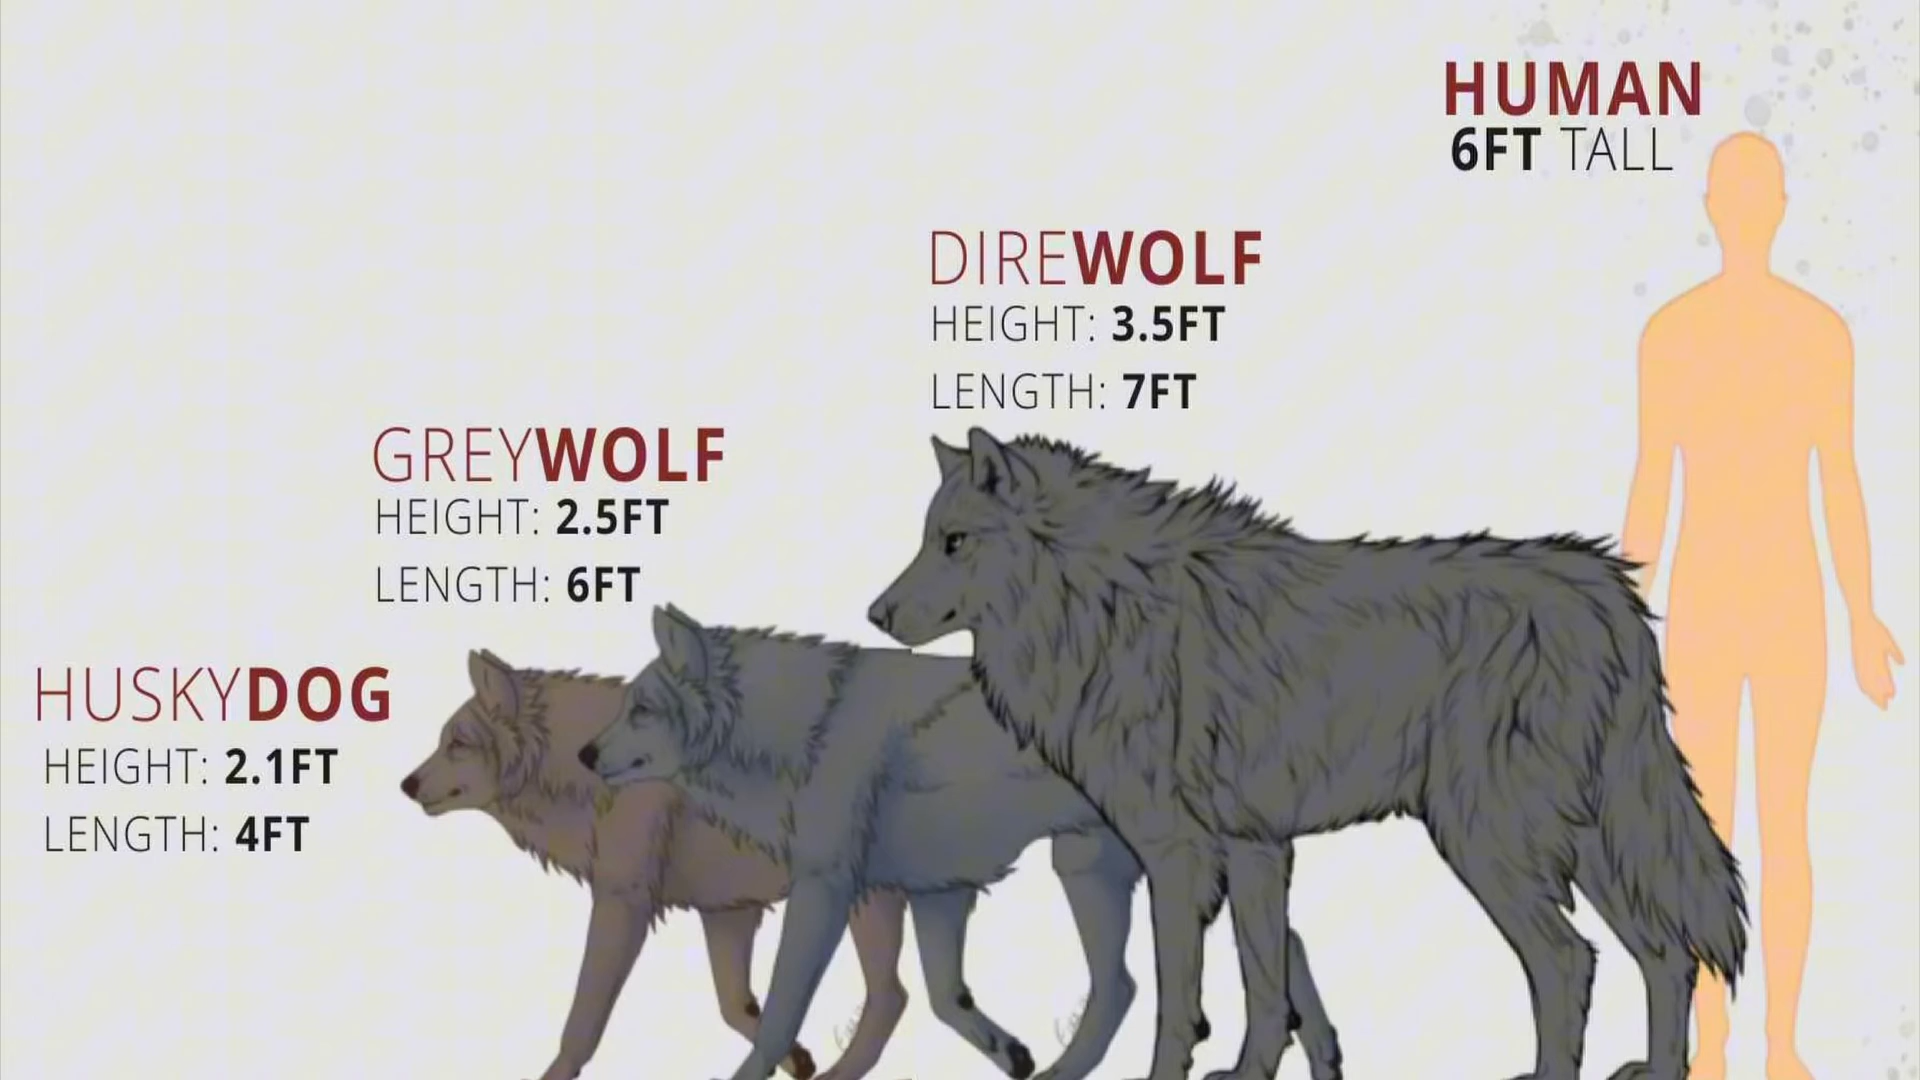 HUMAN
6FT TALL
DIREWOLF
HEIGHT: 3.5FT
LENGTH: 7FT
GREYWOLF
HEIGHT: 2.5FT
LENGTH: 6FT
HUSKYDOG
HEIGHT: 2.1FT
LENGTH: 4FT